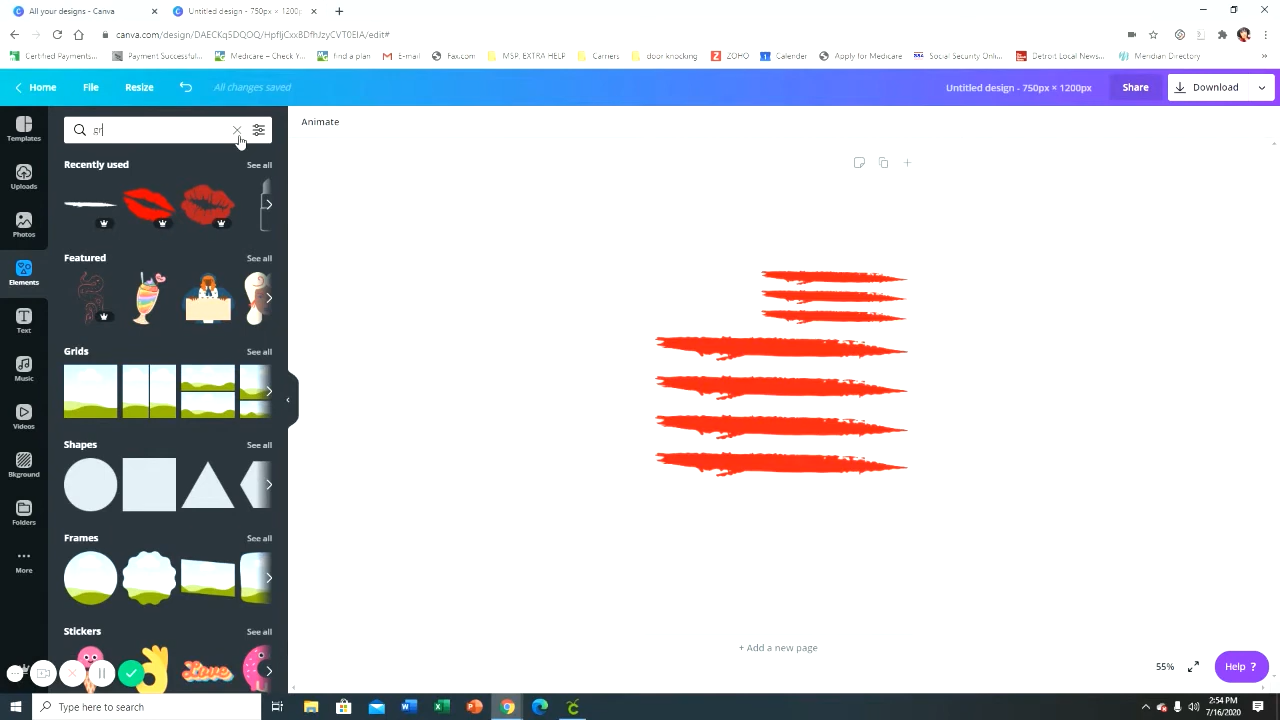 All your designs - Canva
Untitled design - 750px × 1200p
canva.com/design/DAECKq5DQOQ/HpfIjCxxBDfhJzyCVT0EIA/edit#
Certified Payments...
Payment Successful...
Medicare – Check Y...
find a plan
E-mail
Fax.com
MSP, EXTRA HELP
Carriers
door knocking
ZOHO
Calender
Apply for Medicare
Social Security Onli...
Detroit Local News...
Meridian Directory
Home
File
Resize
All changes saved
Untitled design - 750px × 1200px
Share
Download
Templates
Uploads
Photos
Elements
Text
Music
Videos
Bkground
Folders
More
gr
Recently used
See all
Featured
See all
Grids
See all
Shapes
See all
Frames
See all
Stickers
See all
Love
Animate
+ Add a new page
55%
Help ?
Type here to search
2:54 PM
7/16/2020